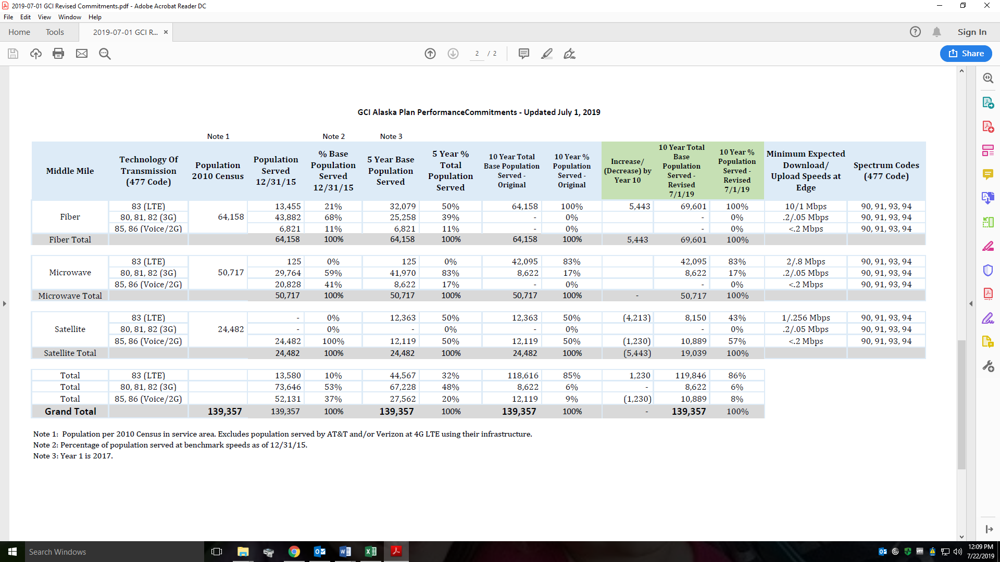 2019-07-01 GCI Revised Commitments.pdf - Adobe Acrobat Reader DC
File Edit View Window Help
Home Tools 2019-07-01 GCI R... × Sign In
2 / 2 Share
GCI Alaska Plan PerformanceCommitments - Updated July 1, 2019
Note 1 Note 2 Note 3
Middle Mile
Technology Of
Transmission
(477 Code)
Population
2010 Census
Population
Served
12/31/15
% Base
Population
Served
12/31/15
5 Year Base
Population
Served
5 Year %
Total
Population
Served
10 Year Total
Base Population
Served -
Original
10 Year %
Population
Served -
Original
Increase/
(Decrease) by
Year 10
10 Year Total
Base
Population
Served -
Revised
7/1/19
10 Year %
Population
Served -
Revised
7/1/19
Minimum Expected
Download/
Upload Speeds at
Edge
Spectrum Codes
(477 Code)
83 (LTE) 13,455 21% 32,079 50% 64,158 100% 5,443 69,601 100% 10/1 Mbps 90, 91, 93, 94
Fiber 80, 81, 82 (3G) 64,158 43,882 68% 25,258 39% - 0% - 0% .2/.05 Mbps 90, 91, 93, 94
85, 86 (Voice/2G) 6,821 11% 6,821 11% - 0% - 0% <.2 Mbps 90, 91, 93, 94
Fiber Total 64,158 100% 64,158 100% 64,158 100% 5,443 69,601 100%
83 (LTE) 125 0% 125 0% 42,095 83% 42,095 83% 2/.8 Mbps 90, 91, 93, 94
Microwave 80, 81, 82 (3G) 50,717 29,764 59% 41,970 83% 8,622 17% 8,622 17% .2/.05 Mbps 90, 91, 93, 94
85, 86 (Voice/2G) 20,828 41% 8,622 17% - 0% - 0% <.2 Mbps 90, 91, 93, 94
Microwave Total 50,717 100% 50,717 100% 50,717 100% - 50,717 100%
83 (LTE) - 0% 12,363 50% 12,363 50% (4,213) 8,150 43% 1/.256 Mbps 90, 91, 93, 94
Satellite 80, 81, 82 (3G) 24,482 - 0% - 0% - 0% - 0% .2/.05 Mbps 90, 91, 93, 94
85, 86 (Voice/2G) 24,482 100% 12,119 50% 12,119 50% (1,230) 10,889 57% <.2 Mbps 90, 91, 93, 94
Satellite Total 24,482 100% 24,482 100% 24,482 100% (5,443) 19,039 100%
Total 83 (LTE) 13,580 10% 44,567 32% 118,616 85% 1,230 119,846 86%
Total 80, 81, 82 (3G) 73,646 53% 67,228 48% 8,622 6% - 8,622 6%
Total 85, 86 (Voice/2G) 52,131 37% 27,562 20% 12,119 9% (1,230) 10,889 8%
Grand Total 139,357 139,357 100% 139,357 100% 139,357 100% - 139,357 100%
Note 1: Population per 2010 Census in service area. Excludes population served by AT&T and/or Verizon at 4G LTE using their infrastructure.
Note 2: Percentage of population served at benchmark speeds as of 12/31/15.
Note 3: Year 1 is 2017.
Search Windows
12:09 PM
7/22/2019